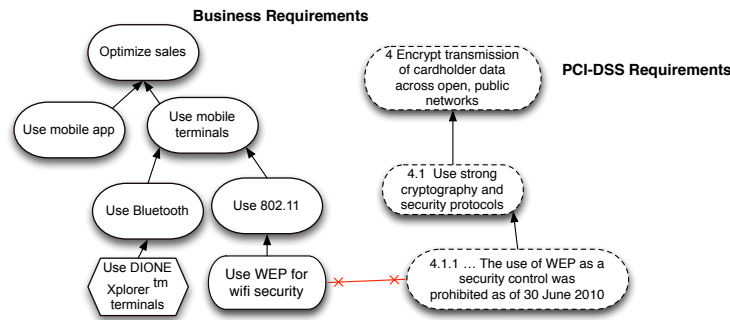 Business Requirements
Optimize sales
Use mobile app
Use mobile
terminals
Use Bluetooth
Use 802.11
Use DIONE
Xplorer tm
terminals
Use WEP for
wifi security
PCI-DSS Requirements
4 Encrypt transmission
of cardholder data
across open, public
networks
4.1 Use strong
cryptography and
security protocols
4.1.1 ... The use of WEP as a
security control was
prohibited as of 30 June 2010